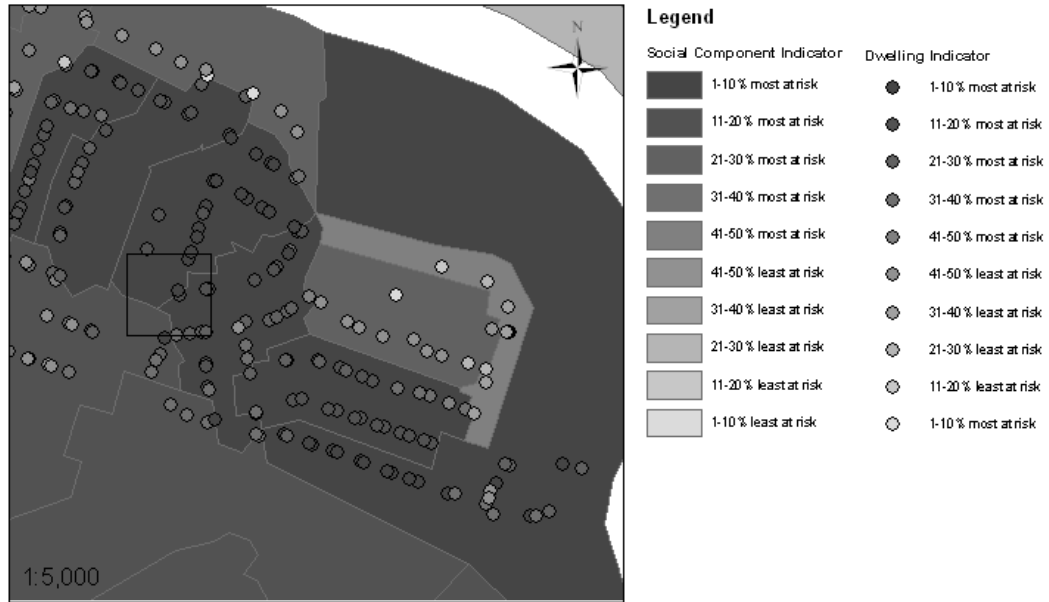 N
1:5,000
Legend
Social Component Indicator
1-10% most at risk
11-20% most at risk
21-30% most at risk
31-40% most at risk
41-50% most at risk
41-50% least at risk
31-40% least at risk
21-30% least at risk
11-20% least at risk
1-10% least at risk
Dwelling Indicator
1-10% most at risk
11-20% most at risk
21-30% most at risk
31-40% most at risk
41-50% most at risk
41-50% least at risk
31-40% least at risk
21-30% least at risk
11-20% least at risk
1-10% most at risk